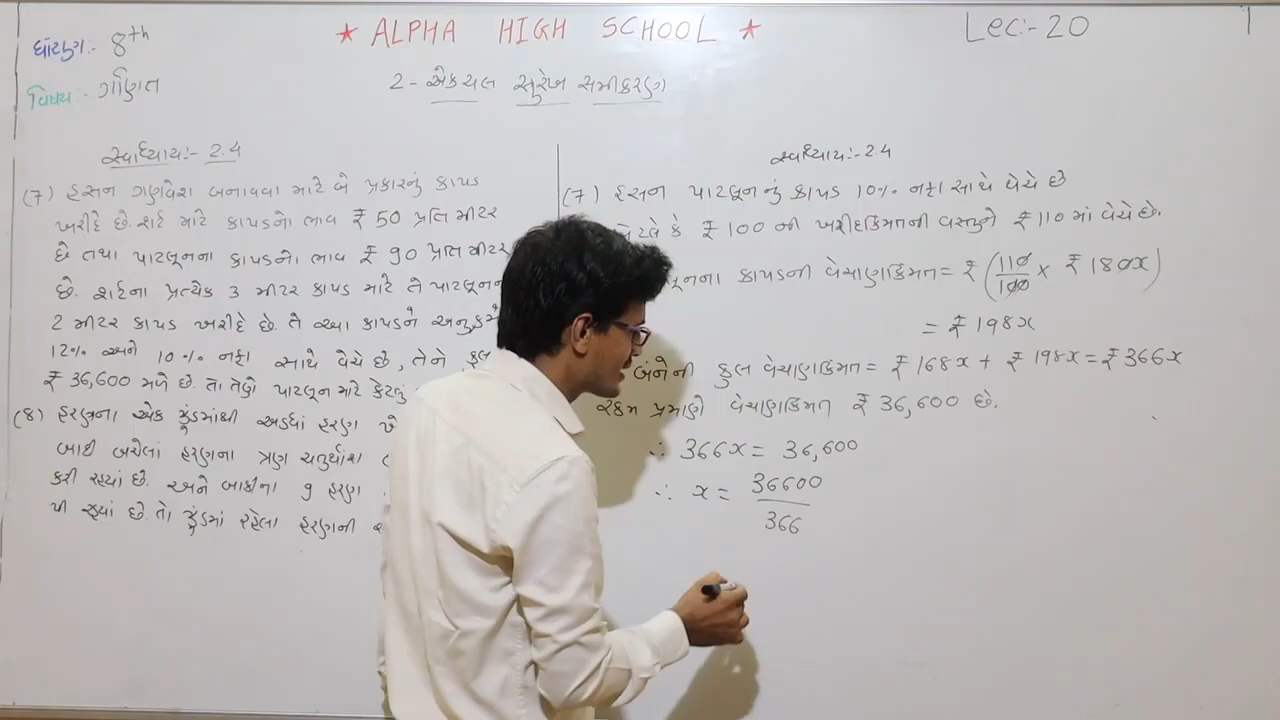 ★ ALPHA HIGH SCHOOL ★
Lec:- 20
ધોરણ:- 8th
વિષય:- ગણિત
2 - એકચલ સુરેખ સમીકરણ
સ્વાધ્યાય:- 2.4
(7) હસન ગણવેશ બનાવવા માટે બે પ્રકારનું કાપડ
ખરીદે છે. શર્ટ માટે કાપડનો ભાવ ₹ 50 પ્રતિ મીટર
છે તથા પાટલૂનના કાપડનો ભાવ ₹ 90 પ્રતિ મીટર
છે. શર્ટના પ્રત્યેક 3 મીટર કાપડ માટે તે
2 મીટર કાપડ ખરીદે છે. તે આ કાપડને
12% અને 10% નફા સાથે વેચે છે, તેને કુલ
₹ 36,600 મળે છે. તો તેણે પાટલૂન માટે કેટલું
(8) હરણના એક ઝુંડમાંથી અડધાં હરણ
બાકી બચેલાં હરણના ત્રણ ચતુર્થાંશ
કરી રહ્યાં છે. અને બાકીના 9 હરણ
પી રહ્યાં છે. તો ઝુંડમાં રહેલા હરણની
સ્વાધ્યાય:- 2.4
(7) હસન પાટલૂનનું કાપડ 10% નફા સાથે વેચે છે
એટલે કે ₹ 100 ની ખરીદકિંમતની વસ્તુને ₹ 110 માં વેચે છે.
કાપડની વેચાણકિંમત = ₹ (110/100 × ₹ 180x)
= ₹ 198x
બંનેની કુલ વેચાણકિંમત = ₹ 168x + ₹ 198x = ₹ 366x
રકમ પ્રમાણે વેચાણકિંમત ₹ 36,600 છે.
∴ 366x = 36,600
∴ x = 36600/366